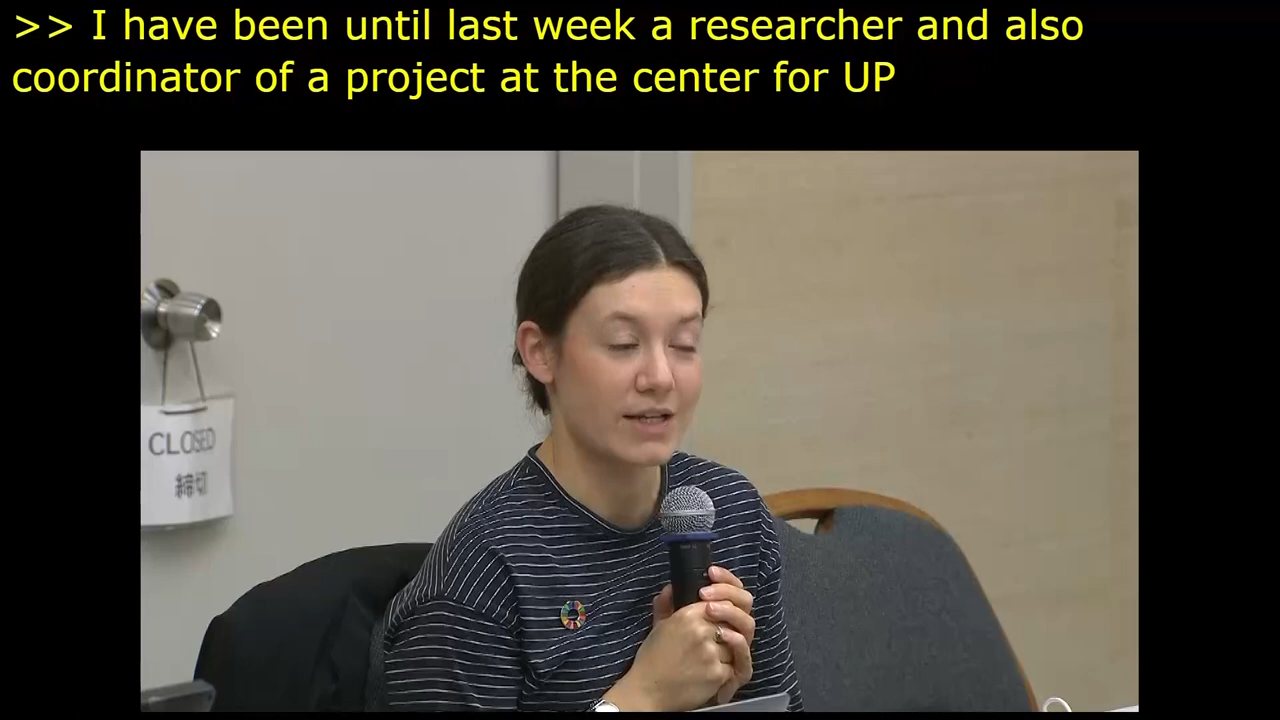 >> I have been until last week a researcher and also
coordinator of a project at the center for UP
CLOSED
締切